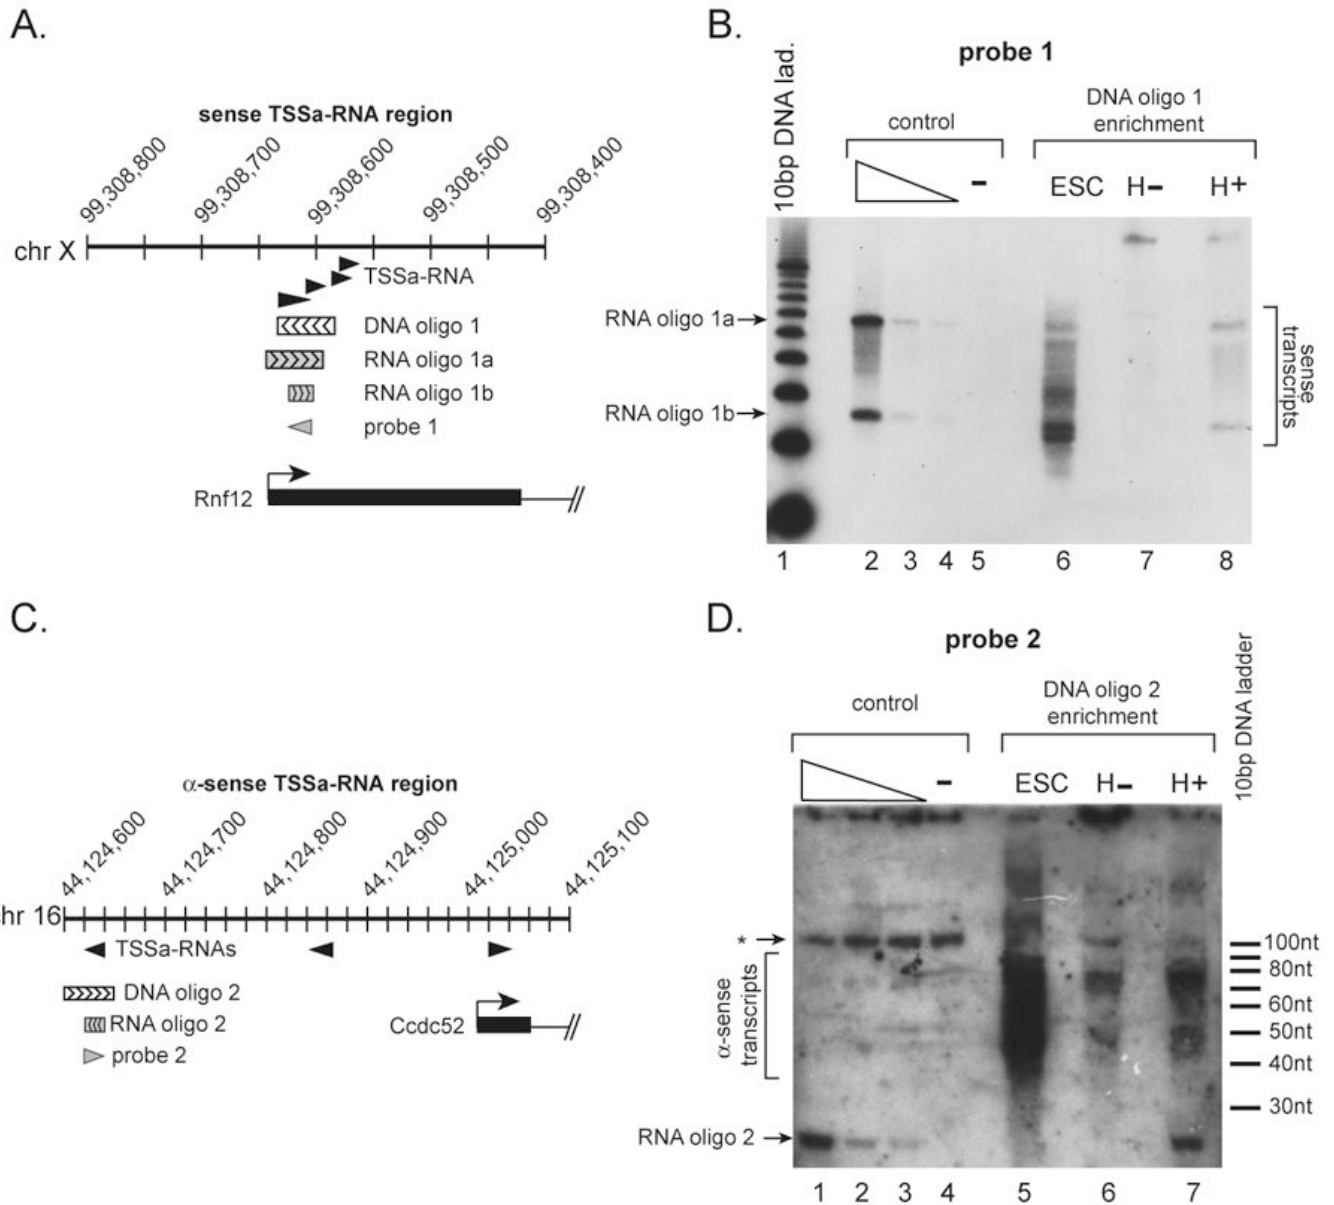 A.
sense TSSa-RNA region
99,308,800
99,308,700
99,308,600
99,308,500
99,308,400
chr X
TSSa-RNA
DNA oligo 1
RNA oligo 1a
RNA oligo 1b
probe 1
Rnf12
B.
probe 1
10bp DNA lad.
control
DNA oligo 1
enrichment
-
ESC
H-
H+
RNA oligo 1a
RNA oligo 1b
sense
transcripts
1 2 3 4 5 6 7 8
C.
α-sense TSSa-RNA region
44,124,600
44,124,700
44,124,800
44,124,900
44,125,000
44,125,100
hr 16
TSSa-RNAs
DNA oligo 2
RNA oligo 2
probe 2
Ccdc52
D.
probe 2
control
DNA oligo 2
enrichment
10bp DNA ladder
-
ESC
H-
H+
*
α-sense
transcripts
RNA oligo 2
100nt
80nt
60nt
50nt
40nt
30nt
1 2 3 4 5 6 7